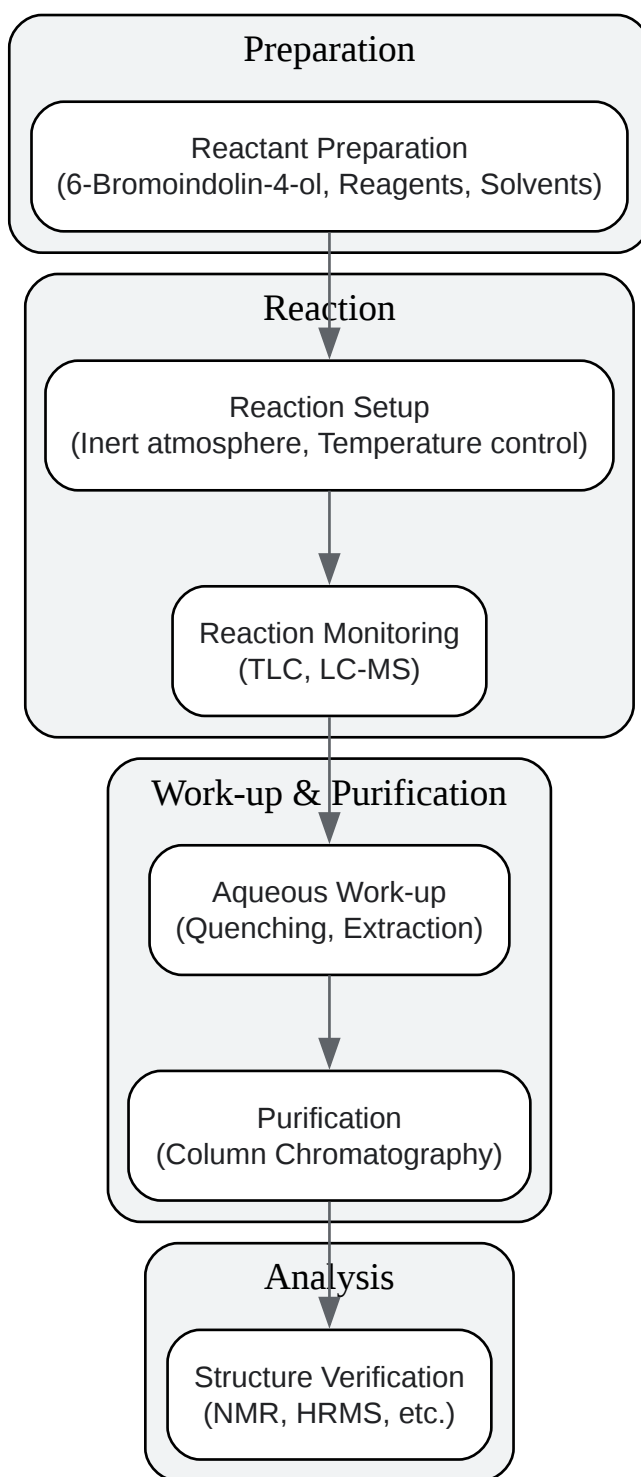 Preparation
Reactant Preparation
(6-Bromoindolin-4-ol, Reagents, Solvents)
Reaction
Reaction Setup
(Inert atmosphere, Temperature control)
Reaction Monitoring
(TLC, LC-MS)
Work-up & Purification
Aqueous Work-up
(Quenching, Extraction)
Purification
(Column Chromatography)
Analysis
Structure Verification
(NMR, HRMS, etc.)